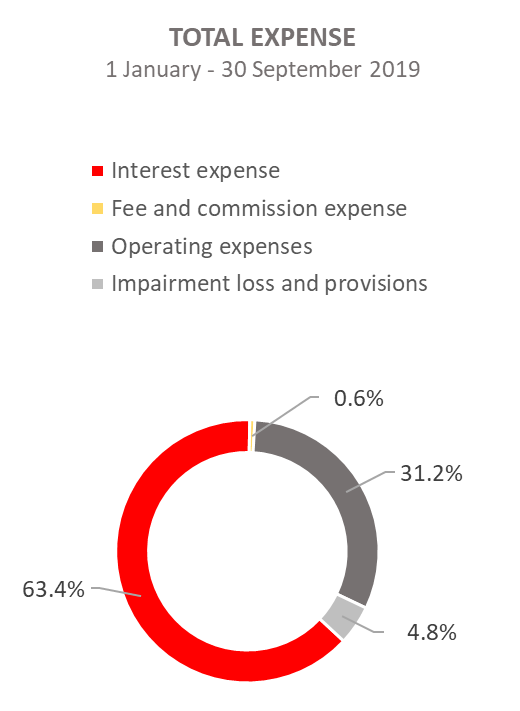 TOTAL EXPENSE
1 January - 30 September 2019
Interest expense
Fee and commission expense
Operating expenses
Impairment loss and provisions
0.6%
31.2%
63.4%
4.8%